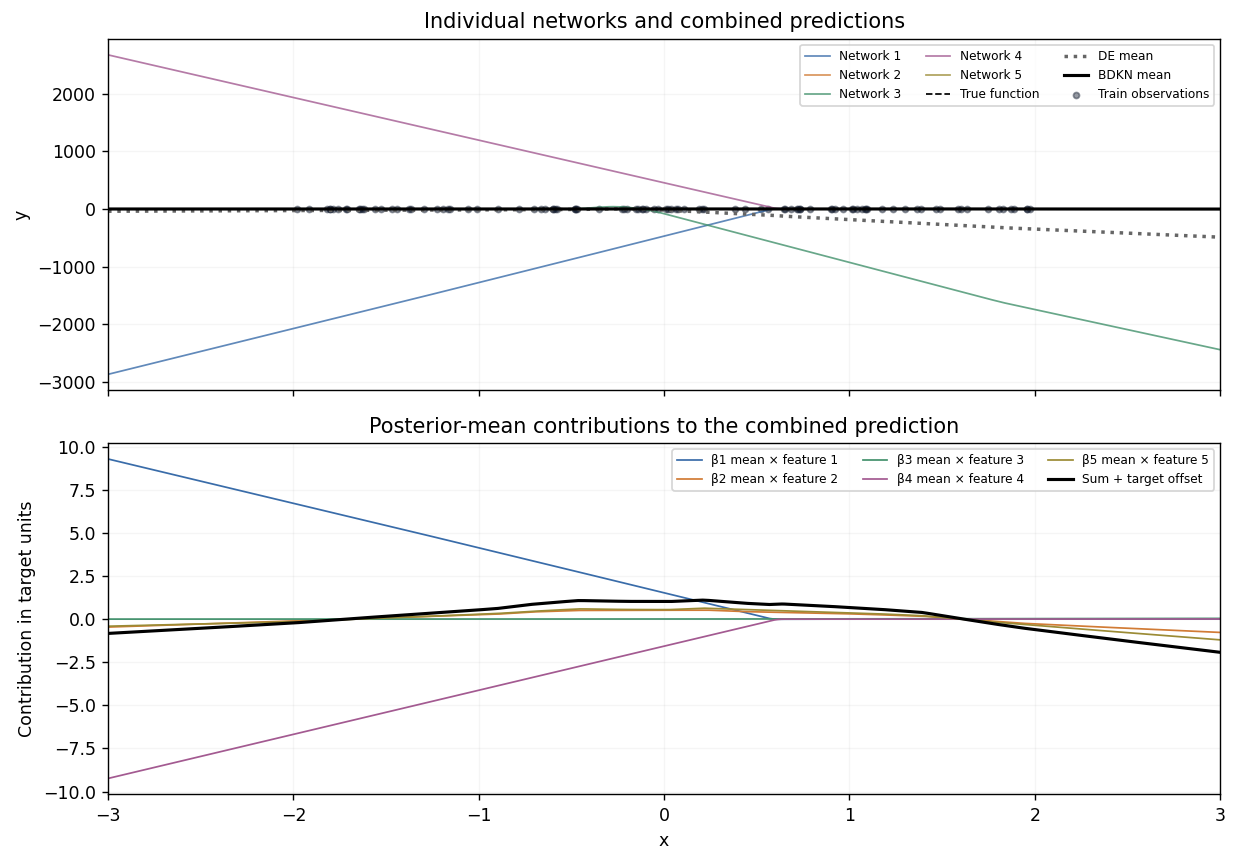 Individual networks and combined predictions
Network 1 Network 4 DE mean
Network 2 Network 5 BDKN mean
Network 3 True function Train observations
2000
1000
0
−1000
−2000
−3000
y
Posterior-mean contributions to the combined prediction
β1 mean × feature 1 β3 mean × feature 3 β5 mean × feature 5
β2 mean × feature 2 β4 mean × feature 4 Sum + target offset
10.0
7.5
5.0
2.5
0.0
−2.5
−5.0
−7.5
−10.0
Contribution in target units
−3 −2 −1 0 1 2 3
x